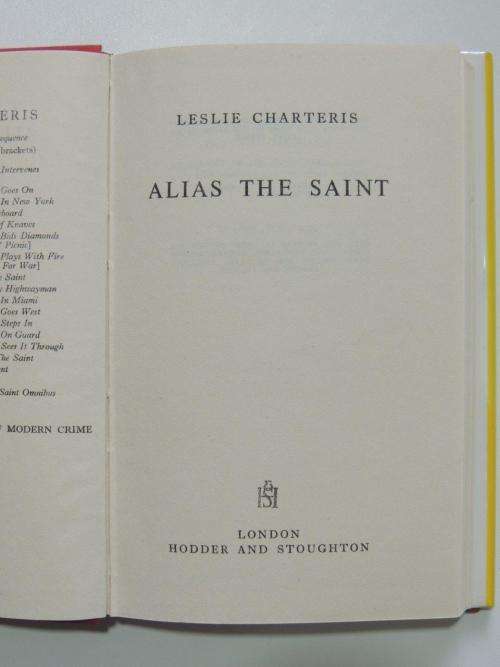 ERIS
equence
brackets)
Intervenes
Goes On
In New York
board
f Knaves
Bids Diamonds
Picnic]
Plays With Fire
For War]
Saint
Highwayman
In Miami
Goes West
Steps In
On Guard
Sees It Through
The Saint
nt
Saint Omnibus
MODERN CRIME
LESLIE CHARTERIS
ALIAS THE SAINT
LONDON
HODDER AND STOUGHTON